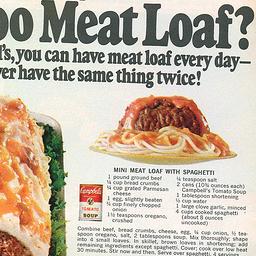 oo Meat Loaf?
l's, you can have meat loaf every day—
ver have the same thing twice!
MINI MEAT LOAF WITH SPAGHETTI
1 pound ground beef
¼ cup bread crumbs
¼ cup grated Parmesan
cheese
1 egg, slightly beaten
¼ cup finely chopped
1½ teaspoons oregano,
crushed
¼ teaspoon salt
2 cans (10¾ ounces each)
Campbell's Tomato Soup
2 tablespoons shortening
½ cup water
1 large clove garlic, minced
4 cups cooked spaghetti
(about 8 ounces
uncooked)
Campbell's
TOMATO
SOUP
Combine beef, bread crumbs, cheese, egg, ¼ cup onion, ½ tea-
spoon oregano, salt, 2 tablespoons soup. Mix thoroughly; shape
into 4 small loaves. In skillet, brown loaves in shortening; add
remaining ingredients except spaghetti. Cover; cook over low heat
30 minutes. Stir now and then. Serve over spaghetti. 4 servings.